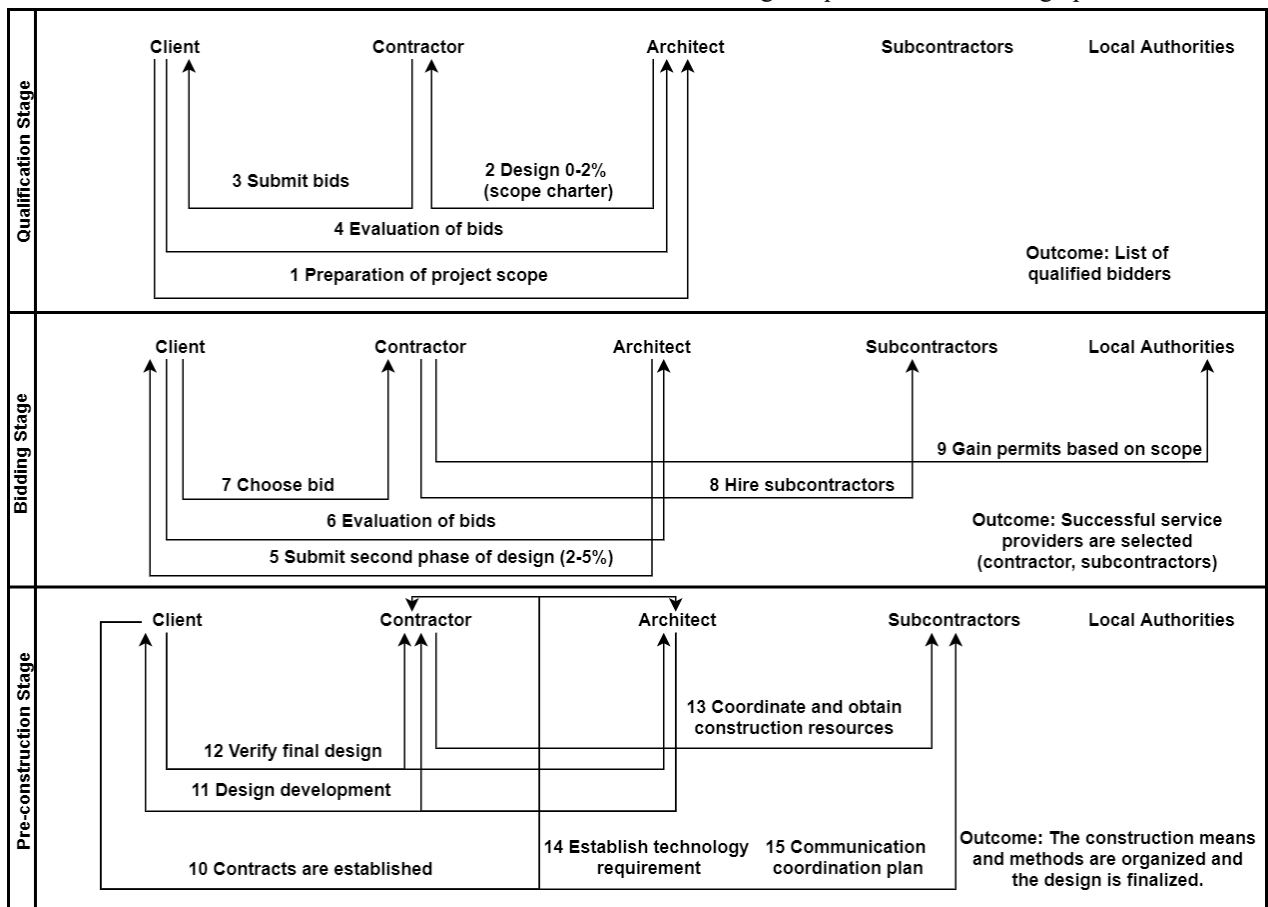 Qualification Stage
Client
Contractor
Architect
Subcontractors
Local Authorities
3 Submit bids
2 Design 0-2%
(scope charter)
4 Evaluation of bids
1 Preparation of project scope
Outcome: List of
qualified bidders
Bidding Stage
Client
Contractor
Architect
Subcontractors
Local Authorities
9 Gain permits based on scope
7 Choose bid
8 Hire subcontractors
6 Evaluation of bids
5 Submit second phase of design (2-5%)
Outcome: Successful service
providers are selected
(contractor, subcontractors)
Pre-construction Stage
Client
Contractor
Architect
Subcontractors
Local Authorities
13 Coordinate and obtain
construction resources
12 Verify final design
11 Design development
10 Contracts are established
14 Establish technology
requirement
15 Communication
coordination plan
Outcome: The construction means
and methods are organized and
the design is finalized.